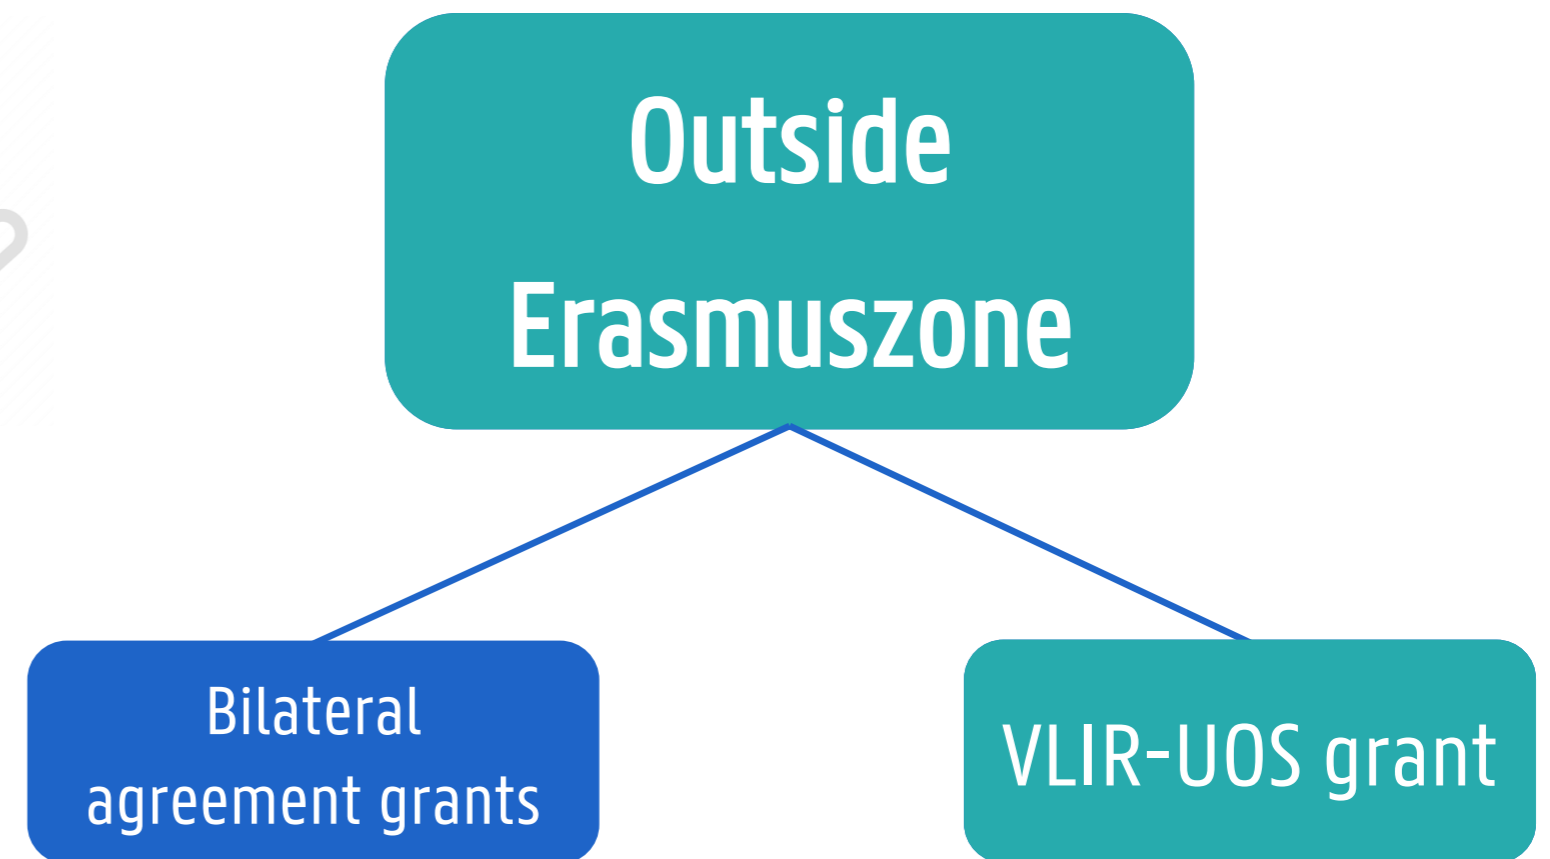 Outside
Erasmuszone
Bilateral
agreement grants
VLIR-UOS grant